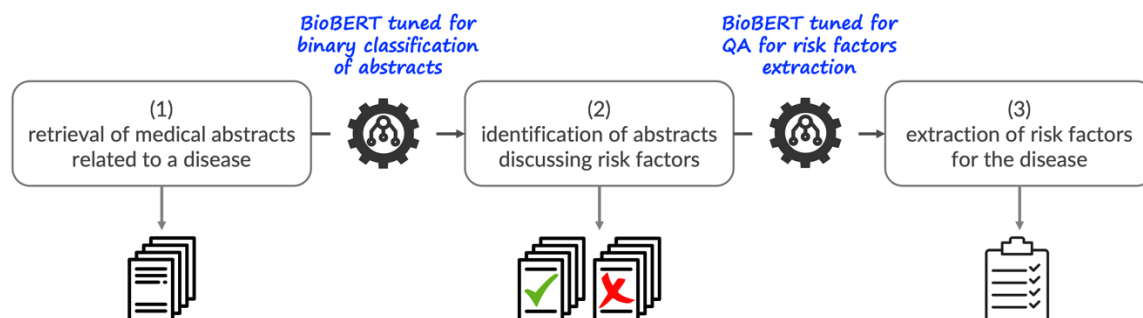 BioBERT tuned for
binary classification
of abstracts
BioBERT tuned for
QA for risk factors
extraction
(1)
retrieval of medical abstracts
related to a disease
(2)
identification of abstracts
discussing risk factors
(3)
extraction of risk factors
for the disease